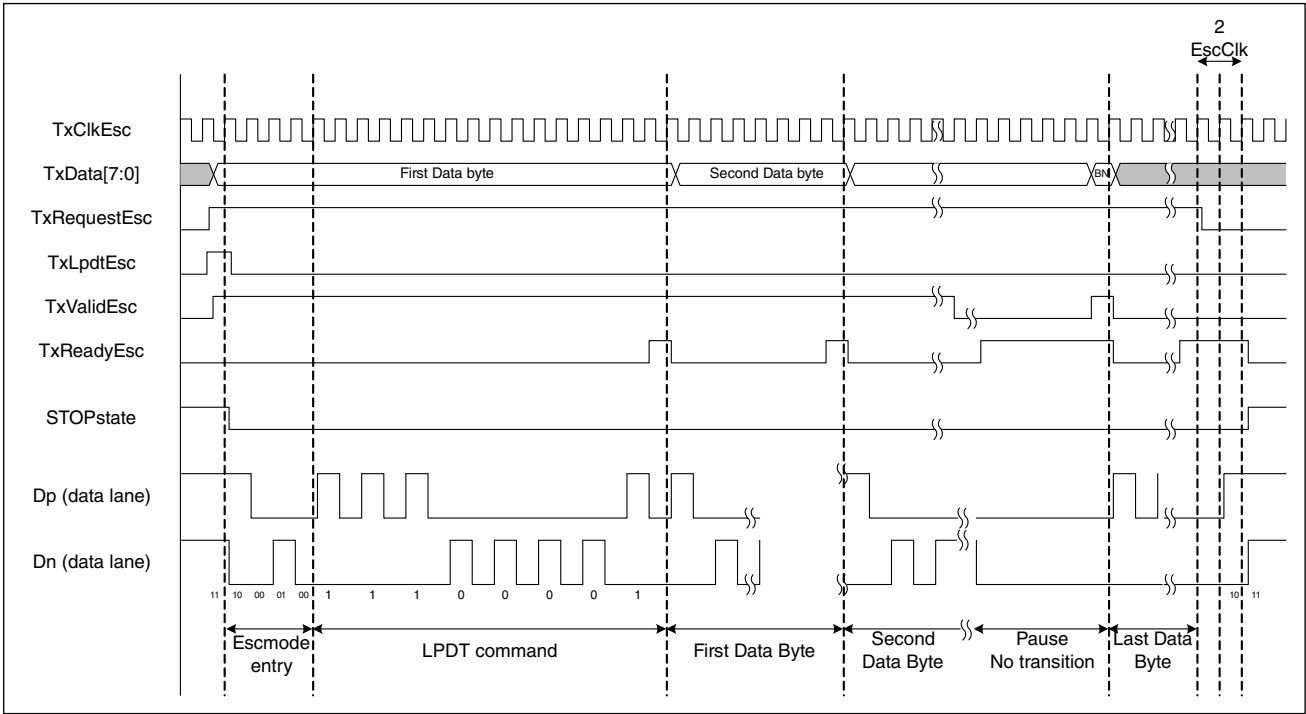 2
EscClk
TxClkEsc
TxData[7:0]
First Data byte
Second Data byte
BN
TxRequestEsc
TxLpdtEsc
TxValidEsc
TxReadyEsc
STOPstate
Dp (data lane)
Dn (data lane)
11 10 00 01 00 1 1 1 0 0 0 0 1 10 11
Escmode
entry
LPDT command
First Data Byte
Second
Data Byte
Pause
No transition
Last Data
Byte